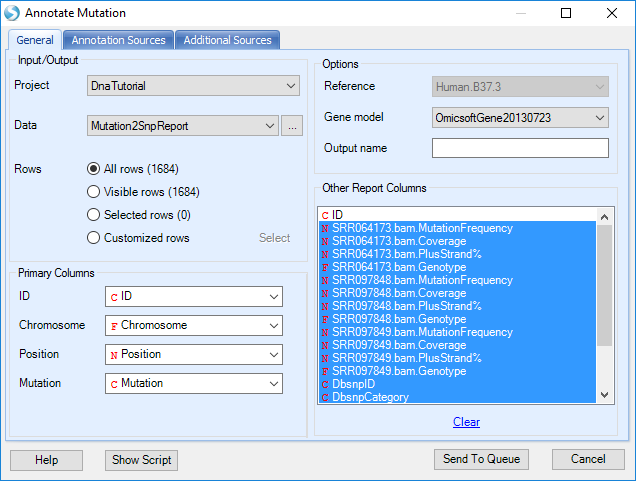 Annotate Mutation
General Annotation Sources Additional Sources
Input/Output
Project DnaTutorial
Data Mutation2SnpReport ...
Rows All rows (1684)
Visible rows (1684)
Selected rows (0)
Customized rows Select
Primary Columns
ID C ID
Chromosome F Chromosome
Position N Position
Mutation C Mutation
Options
Reference Human.B37.3
Gene model OmicsoftGene20130723
Output name
Other Report Columns
C ID
N SRR064173.bam.MutationFrequency
N SRR064173.bam.Coverage
N SRR064173.bam.PlusStrand%
F SRR064173.bam.Genotype
N SRR097848.bam.MutationFrequency
N SRR097848.bam.Coverage
N SRR097848.bam.PlusStrand%
F SRR097848.bam.Genotype
N SRR097849.bam.MutationFrequency
N SRR097849.bam.Coverage
N SRR097849.bam.PlusStrand%
F SRR097849.bam.Genotype
C DbsnpID
C DbsnpCategory
Clear
Help Show Script Send To Queue Cancel